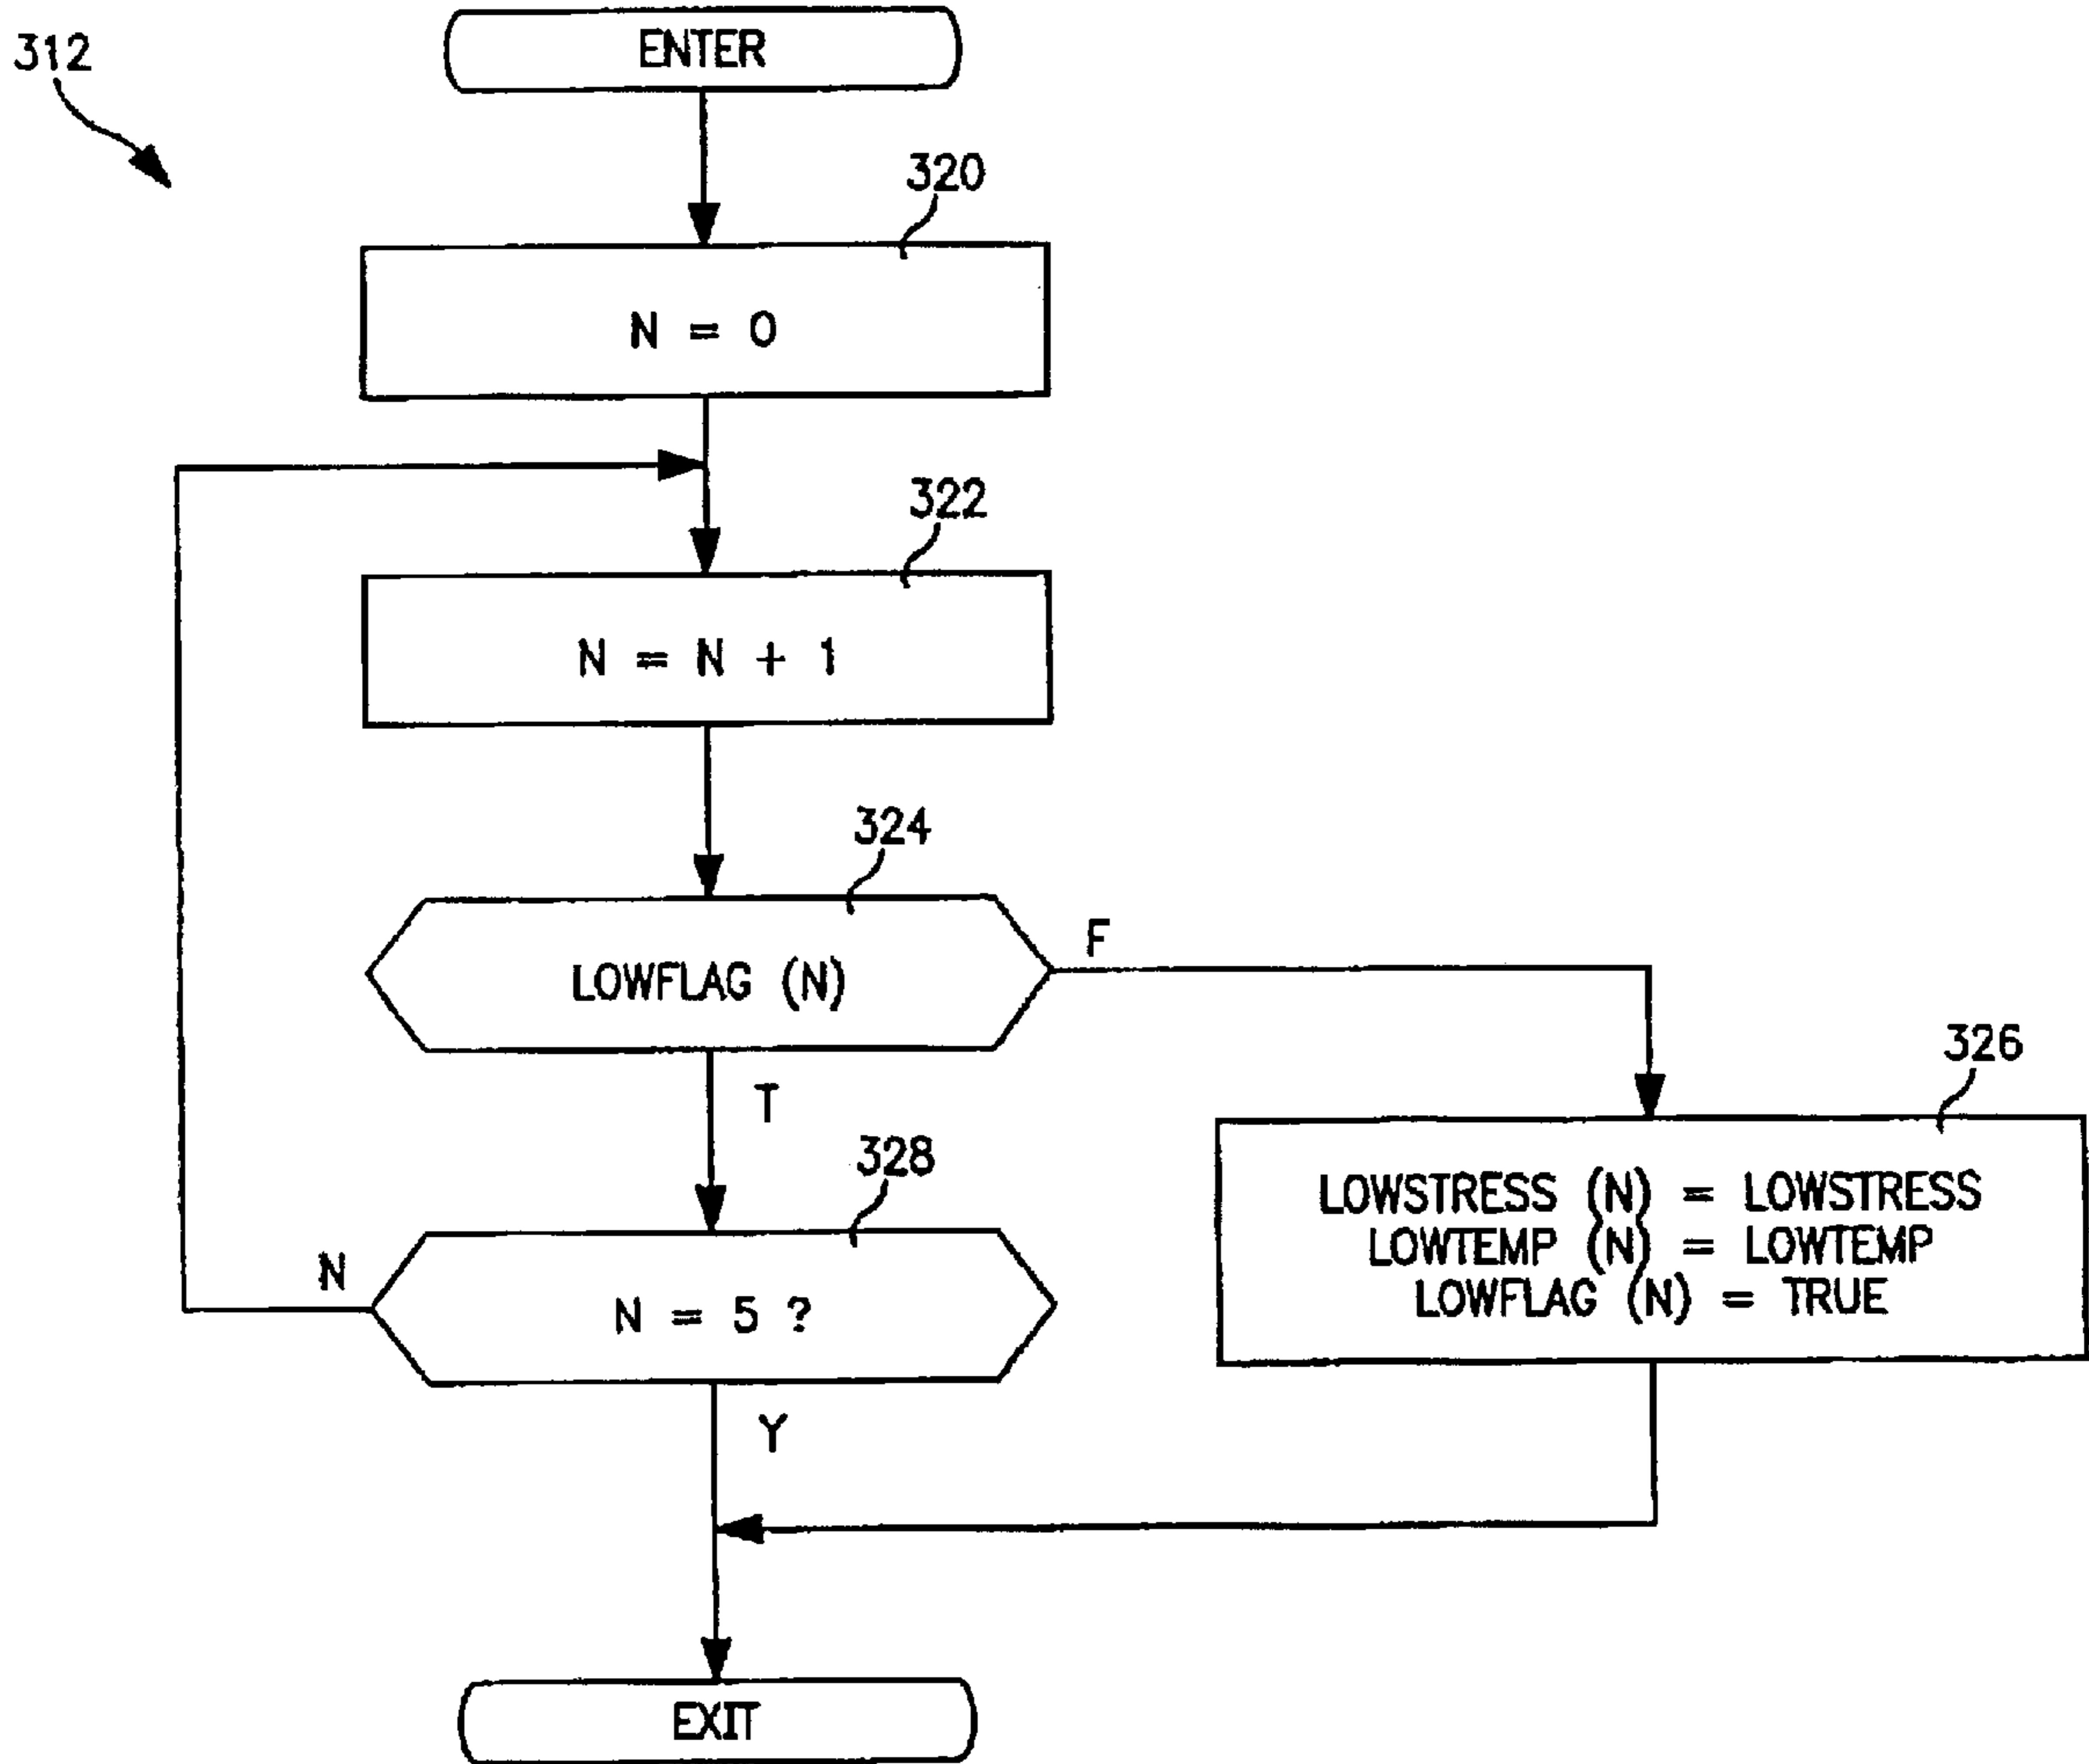 312
ENTER
320
N = 0
322
N = N + 1
324
LOWFLAG (N)
F
T
326
LOWSTRESS (N) = LOWSTRESS
LOWTEMP (N) = LOWTEMP
LOWFLAG (N) = TRUE
328
N
N = 5 ?
Y
EXIT